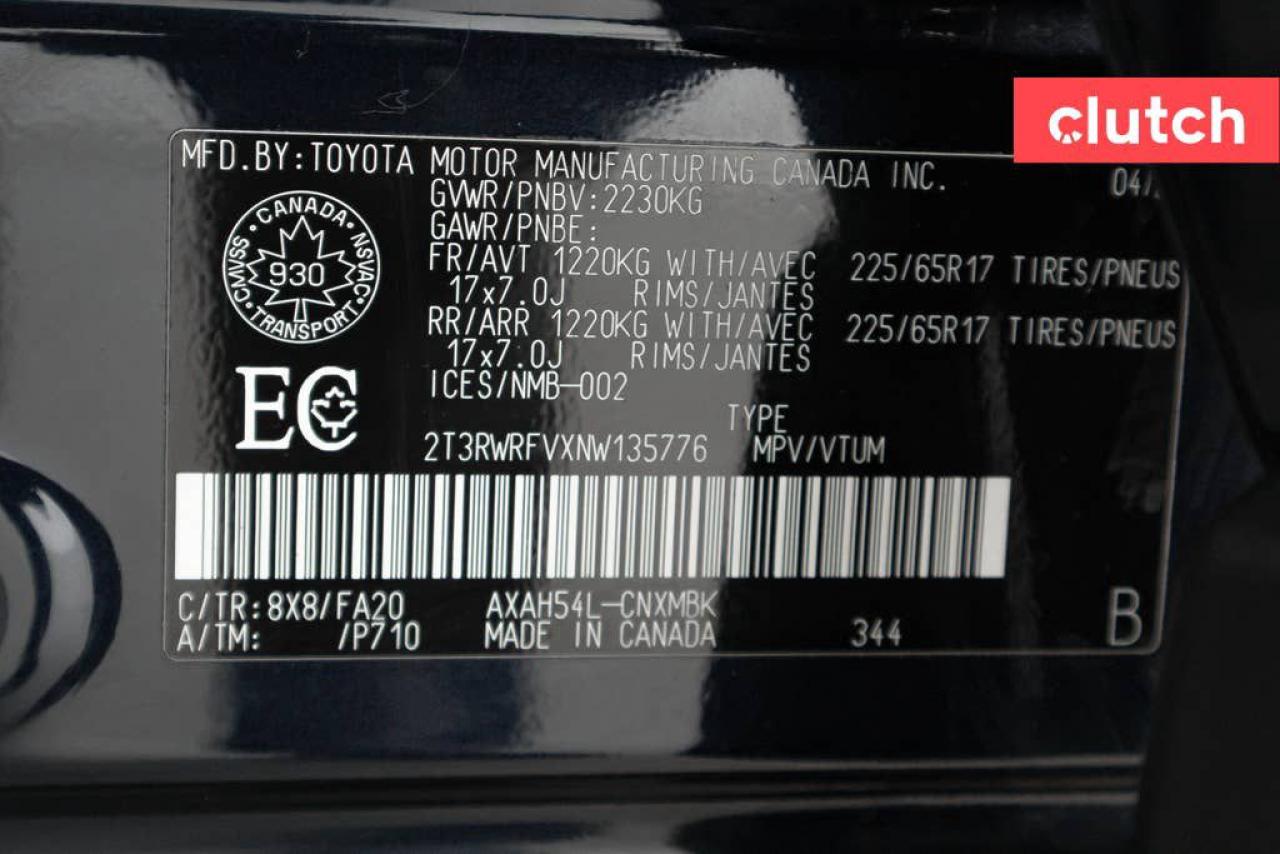 clutch
MFD.BY:TOYOTA MOTOR MANUFACTURING CANADA INC. 04/
GVWR/PNBV:2230KG
GAWR/PNBE:
FR/AVT 1220KG WITH/AVEC 225/65R17 TIRES/PNEUS
17x7.0J RIMS/JANTES
RR/ARR 1220KG WITH/AVEC 225/65R17 TIRES/PNEUS
17x7.0J RIMS/JANTES
ICES/NMB-002
CANADA · NSVAC · TRANSPORT · CMVSS
930
EC
TYPE
2T3RWRFVXNW135776 MPV/VTUM
C/TR:8X8/FA20 AXAH54L-CNXMBK
A/TM: /P710 MADE IN CANADA 344 B